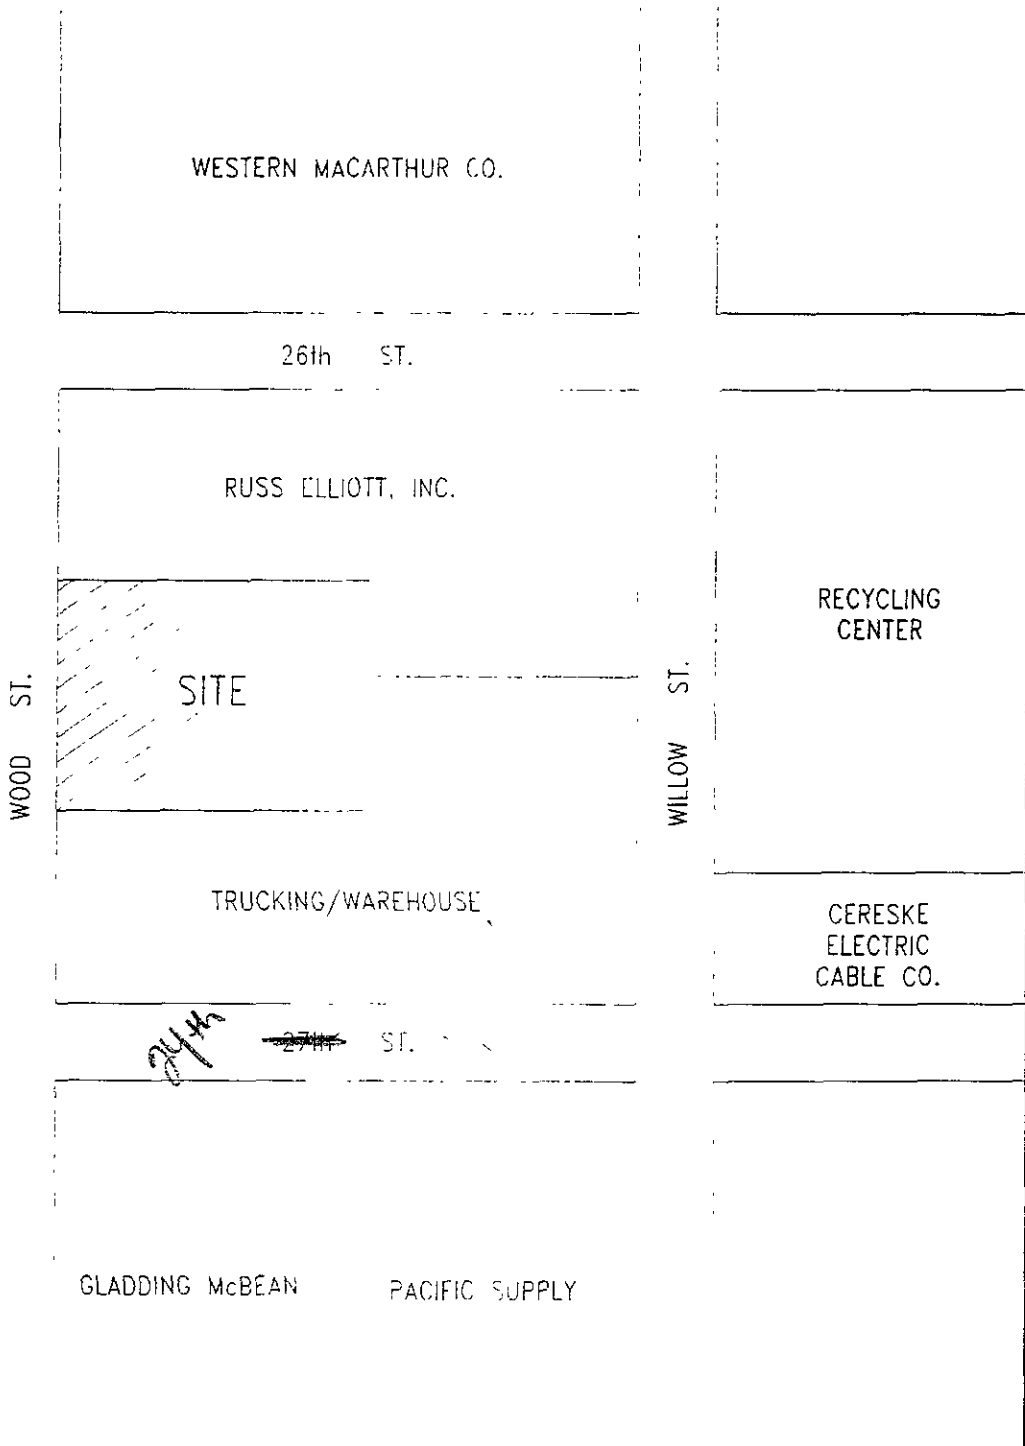 WESTERN MACARTHUR CO.
26th ST.
RUSS ELLIOTT, INC.
RECYCLING
CENTER
SITE
WOOD ST.
WILLOW ST.
TRUCKING/WAREHOUSE
CERESKE
ELECTRIC
CABLE CO.
24th 27th ST.
GLADDING McBEAN PACIFIC SUPPLY